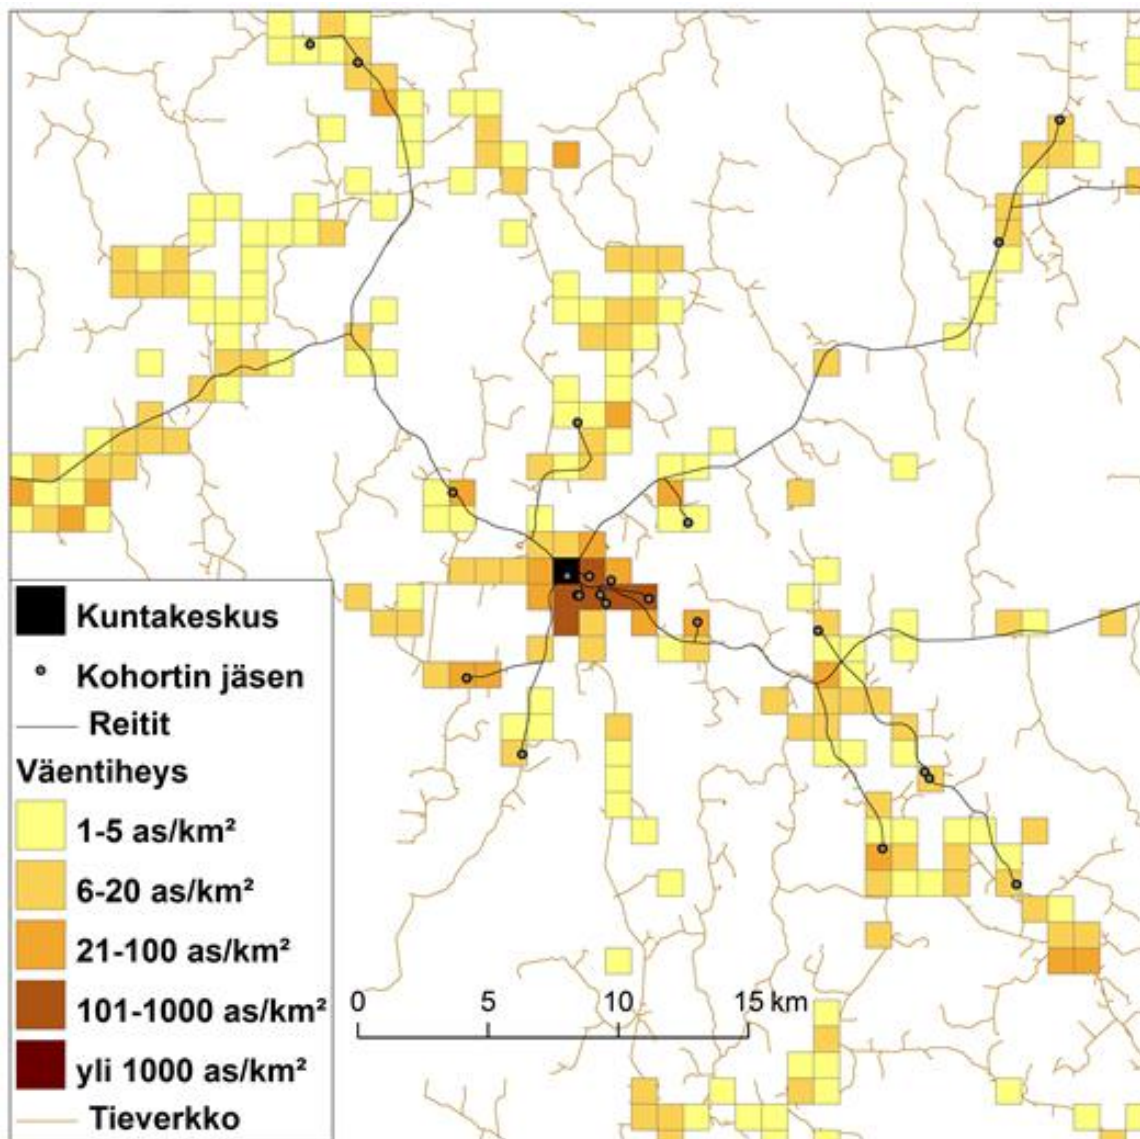 Kuntakeskus
Kohortin jäsen
Reitit
Väentiheys
1-5 as/km²
6-20 as/km²
21-100 as/km²
101-1000 as/km²
yli 1000 as/km²
Tieverkko
0 5 10 15 km